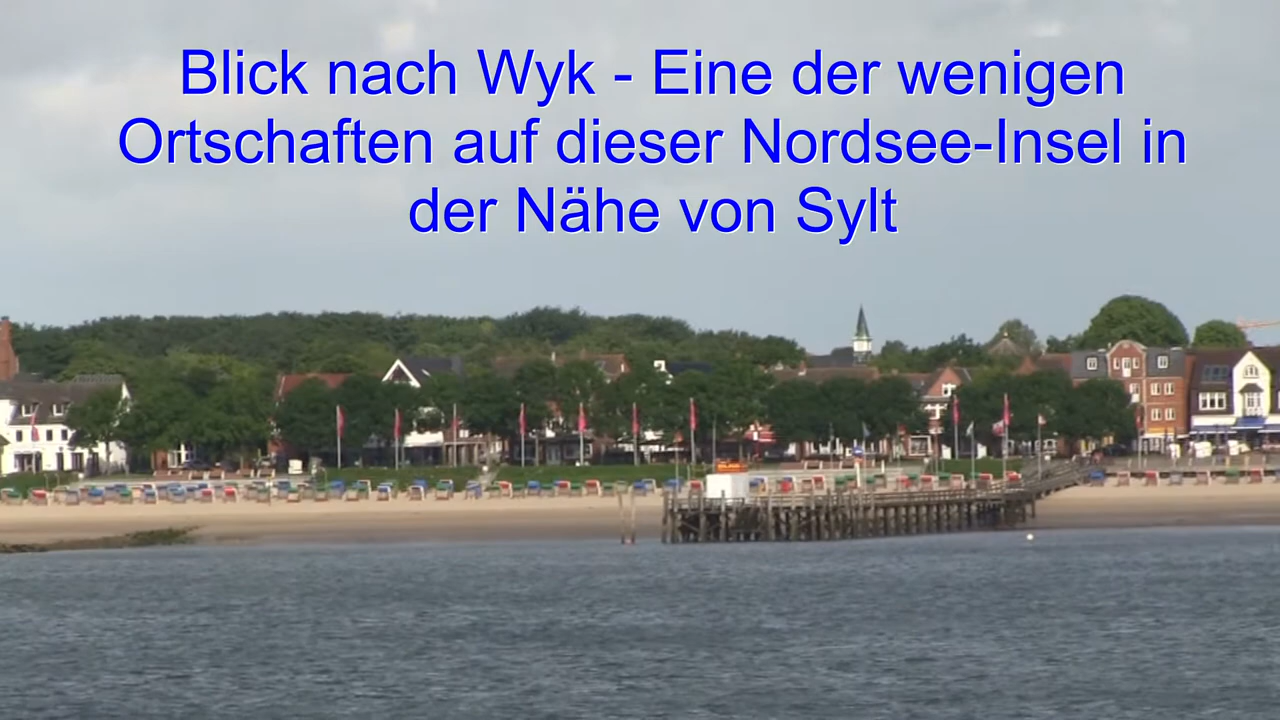 Blick nach Wyk - Eine der wenigen
Ortschaften auf dieser Nordsee-Insel in
der Nähe von Sylt